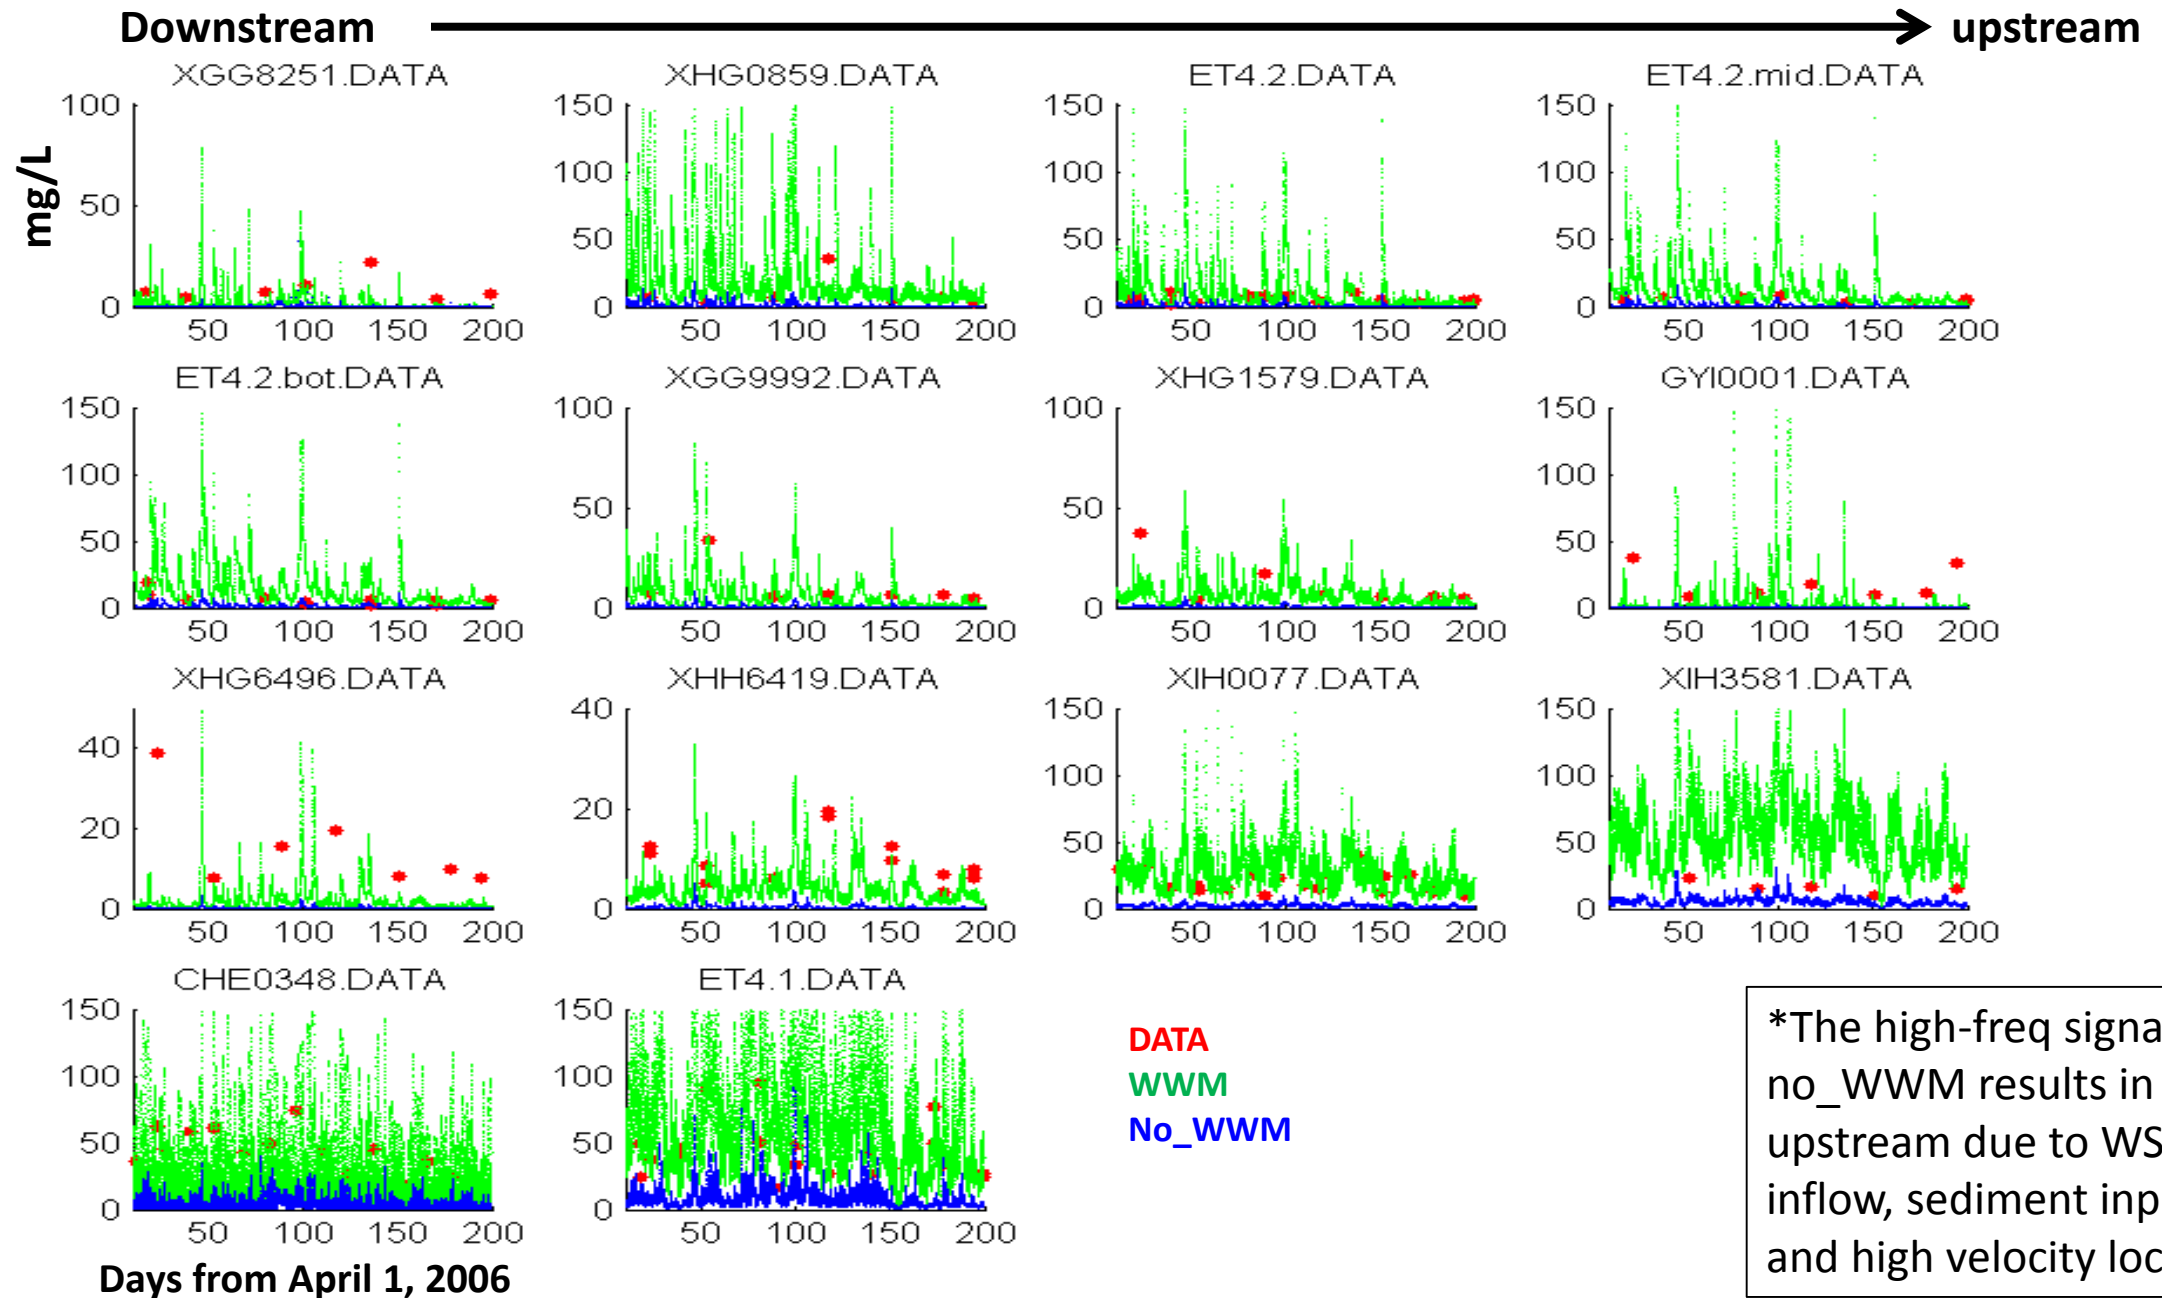 Downstream upstream
XGG8251.DATA XHG0859.DATA ET4.2.DATA ET4.2.mid.DATA
mg/L
100 150 150 150
100 100 100
50 50 50 50
0 0 0 0
50 100 150 200 50 100 150 200 50 100 150 200 50 100 150 200
ET4.2.bot.DATA XGG9992.DATA XHG1579.DATA GYI0001.DATA
150 100 100 150
100 100
50 50 50 50
0 0 0 0
50 100 150 200 50 100 150 200 50 100 150 200 50 100 150 200
XHG6496.DATA XHH6419.DATA XIH0077.DATA XIH3581.DATA
40 150 150
40 100 100
20 20 50 50
0 0 0 0
50 100 150 200 50 100 150 200 50 100 150 200 50 100 150 200
CHE0348.DATA ET4.1.DATA
150 150
100 100
50 50
0 0
50 100 150 200 50 100 150 200
Days from April 1, 2006
DATA
WWM
No_WWM
*The high-freq signa
no_WWM results in
upstream due to WS
inflow, sediment inp
and high velocity loc